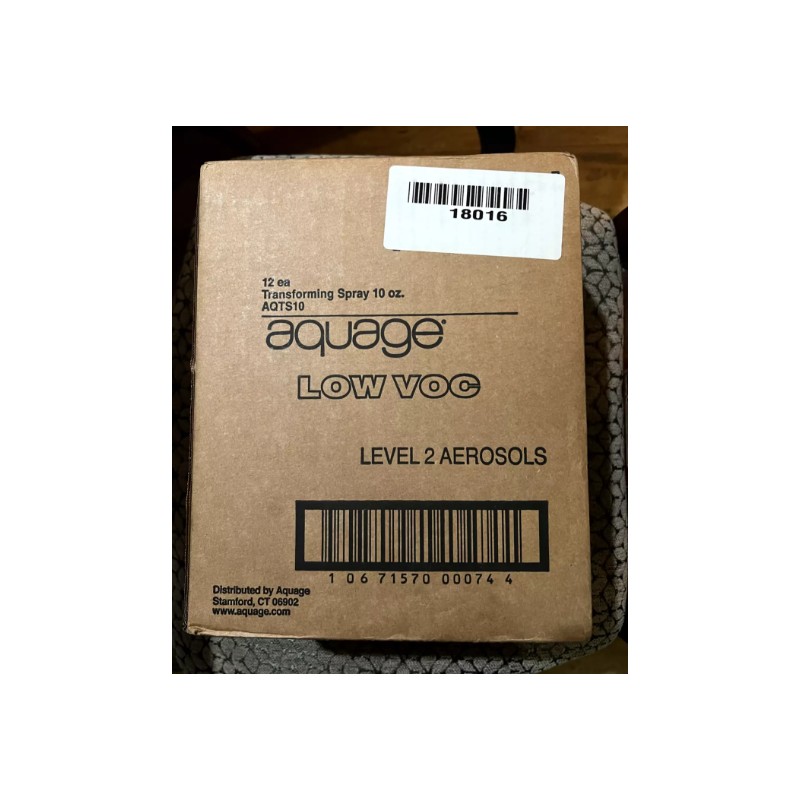 18016
12 ea
Transforming Spray 10 oz.
AQTS10
aquage®
LOW VOC
LEVEL 2 AEROSOLS
1 06 71570 00074 4
Distributed by Aquage
Stamford, CT 06902
www.aquage.com